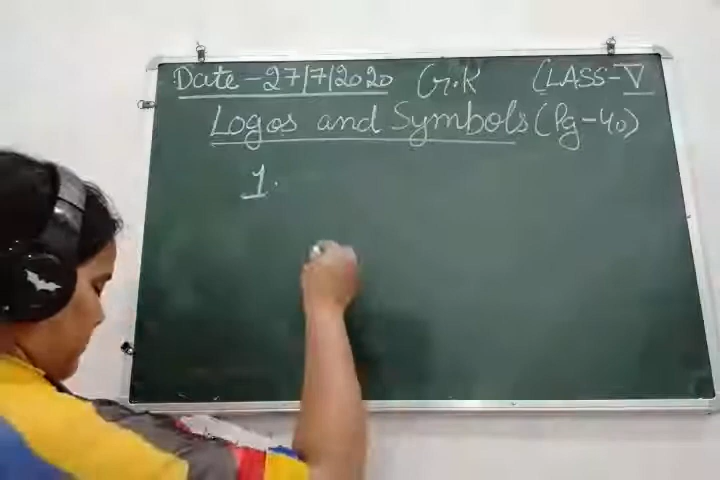 Date - 27/7/2020 G.K CLASS-V
Logos and Symbols (Pg-40)
1.